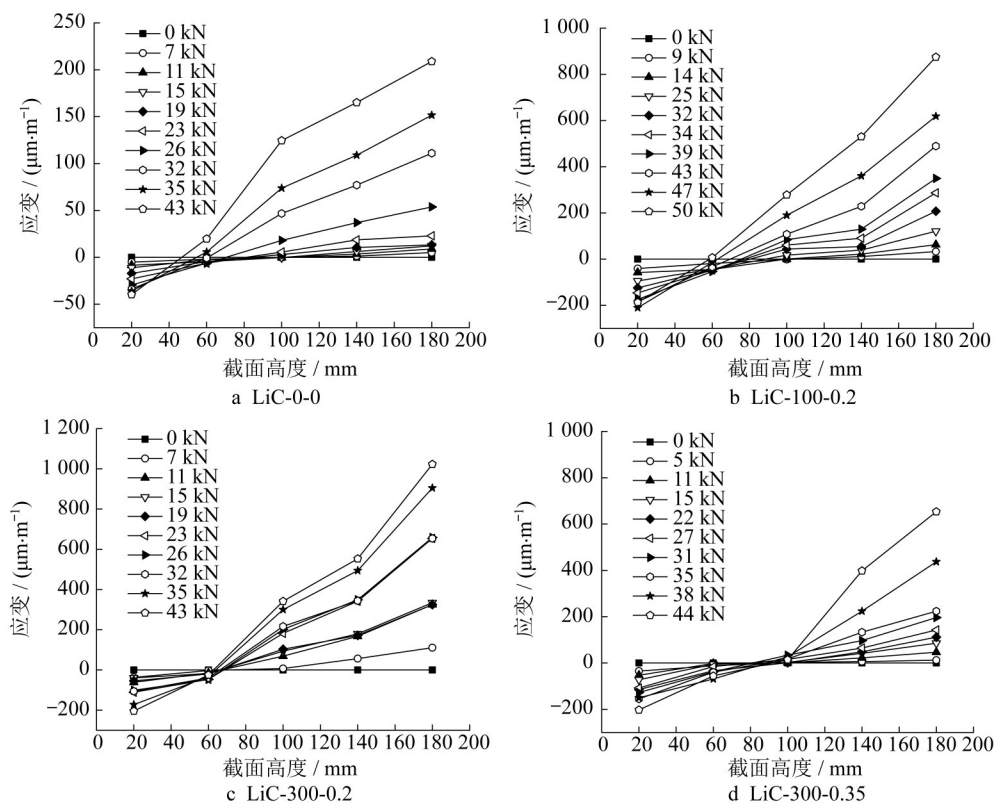 250
200
150
100
50
0
−50
0 20 40 60 80 100 120 140 160 180 200
应变 / (μm·m⁻¹)
截面高度 / mm
0 kN
7 kN
11 kN
15 kN
19 kN
23 kN
26 kN
32 kN
35 kN
43 kN
a LiC-0-0
1 000
800
600
400
200
0
−200
0 20 40 60 80 100 120 140 160 180 200
应变 / (μm·m⁻¹)
截面高度 / mm
0 kN
9 kN
14 kN
25 kN
32 kN
34 kN
39 kN
43 kN
47 kN
50 kN
b LiC-100-0.2
1 200
1 000
800
600
400
200
0
−200
0 20 40 60 80 100 120 140 160 180 200
应变 / (μm·m⁻¹)
截面高度 / mm
0 kN
7 kN
11 kN
15 kN
19 kN
23 kN
26 kN
32 kN
35 kN
43 kN
c LiC-300-0.2
1 000
800
600
400
200
0
−200
0 20 40 60 80 100 120 140 160 180 200
应变 / (μm·m⁻¹)
截面高度 / mm
0 kN
5 kN
11 kN
15 kN
22 kN
27 kN
31 kN
35 kN
38 kN
44 kN
d LiC-300-0.35